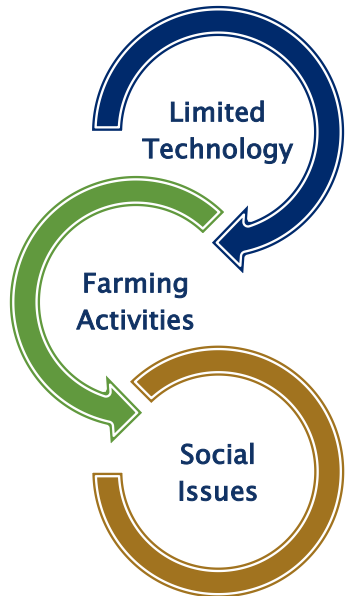 Limited
Technology
Farming
Activities
Social
Issues